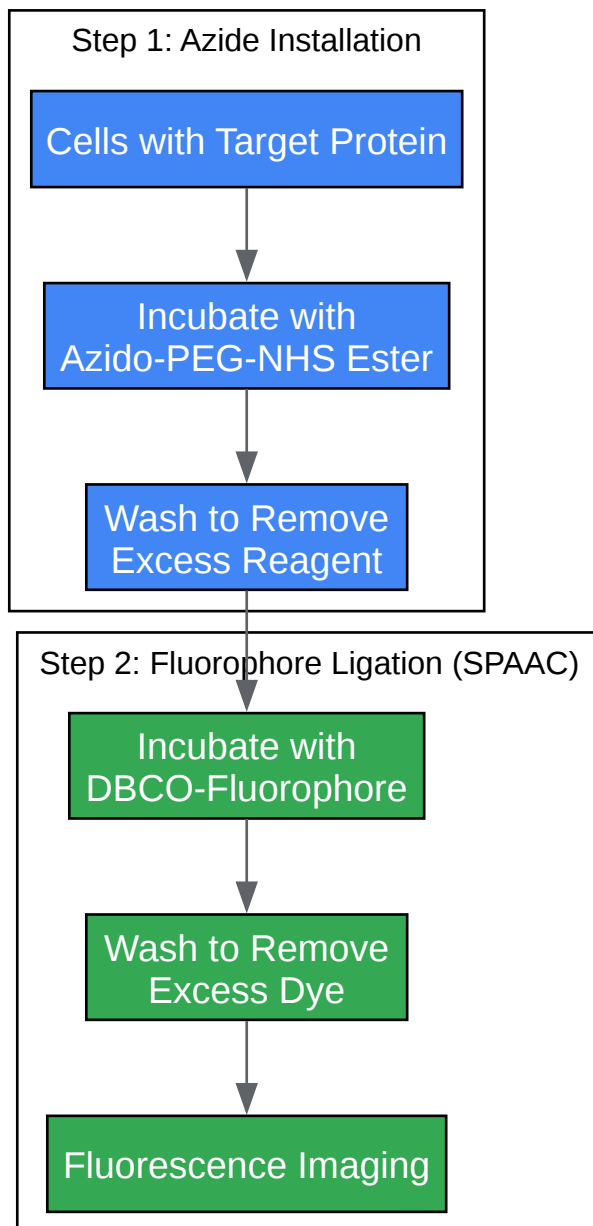 Step 1: Azide Installation
Cells with Target Protein
Incubate with
Azido-PEG-NHS Ester
Wash to Remove
Excess Reagent
Step 2: Fluorophore Ligation (SPAAC)
Incubate with
DBCO-Fluorophore
Wash to Remove
Excess Dye
Fluorescence Imaging